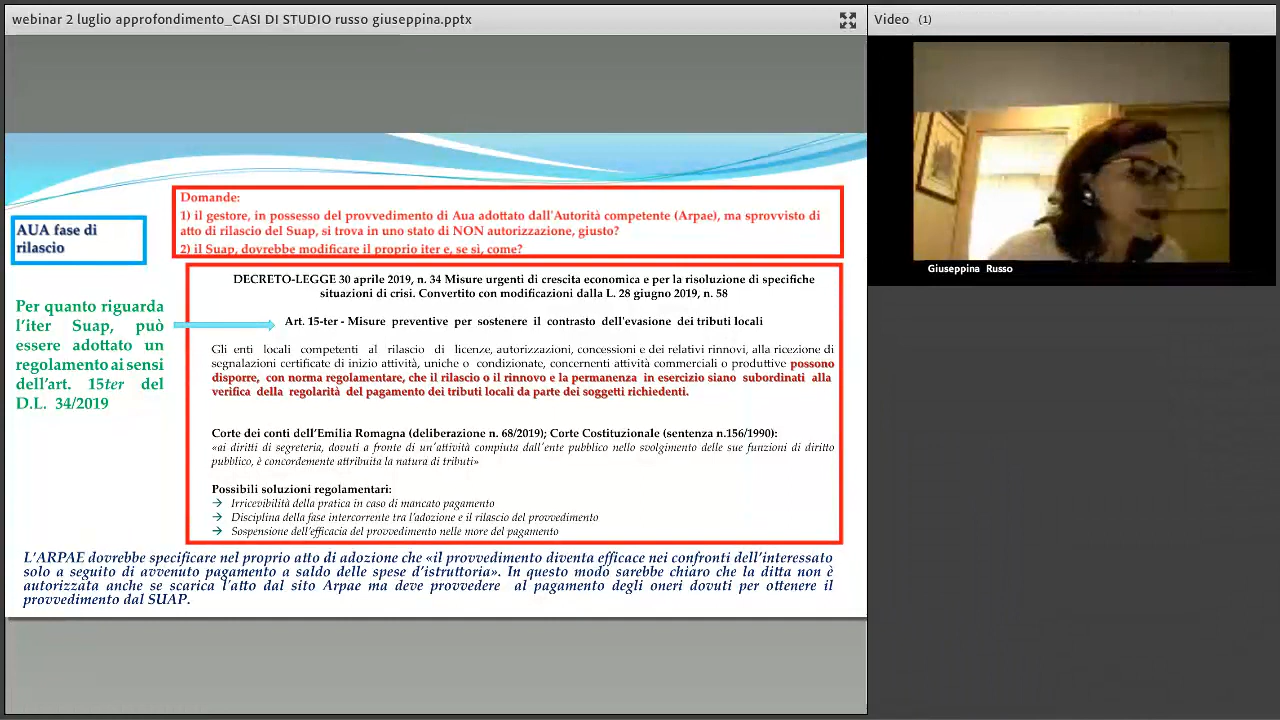 webinar 2 luglio approfondimento_CASI DI STUDIO russo giuseppina.pptx
Video (1)
Giuseppina Russo
Domande:
1) il gestore, in possesso del provvedimento di Aua adottato dall'Autorità competente (Arpae), ma sprovvisto di
atto di rilascio del Suap, si trova in uno stato di NON autorizzazione, giusto?
2) il Suap, dovrebbe modificare il proprio iter e, se sì, come?
AUA fase di
rilascio
Per quanto riguarda
l'iter Suap, può
essere adottato un
regolamento ai sensi
dell'art. 15ter del
D.L. 34/2019
DECRETO-LEGGE 30 aprile 2019, n. 34 Misure urgenti di crescita economica e per la risoluzione di specifiche
situazioni di crisi. Convertito con modificazioni dalla L. 28 giugno 2019, n. 58
Art. 15-ter - Misure preventive per sostenere il contrasto dell'evasione dei tributi locali
Gli enti locali competenti al rilascio di licenze, autorizzazioni, concessioni e dei relativi rinnovi, alla ricezione di
segnalazioni certificate di inizio attività, uniche o condizionate, concernenti attività commerciali o produttive possono
disporre, con norma regolamentare, che il rilascio o il rinnovo e la permanenza in esercizio siano subordinati alla
verifica della regolarità del pagamento dei tributi locali da parte dei soggetti richiedenti.
Corte dei conti dell'Emilia Romagna (deliberazione n. 68/2019); Corte Costituzionale (sentenza n.156/1990):
«ai diritti di segreteria, dovuti a fronte di un'attività compiuta dall'ente pubblico nello svolgimento delle sue funzioni di diritto
pubblico, è concordemente attribuita la natura di tributi»
Possibili soluzioni regolamentari:
→ Irricevibilità della pratica in caso di mancato pagamento
→ Disciplina della fase intercorrente tra l'adozione e il rilascio del provvedimento
→ Sospensione dell'efficacia del provvedimento nelle more del pagamento
L'ARPAE dovrebbe specificare nel proprio atto di adozione che «il provvedimento diventa efficace nei confronti dell'interessato
solo a seguito di avvenuto pagamento a saldo delle spese d'istruttoria». In questo modo sarebbe chiaro che la ditta non è
autorizzata anche se scarica l'atto dal sito Arpae ma deve provvedere al pagamento degli oneri dovuti per ottenere il
provvedimento dal SUAP.